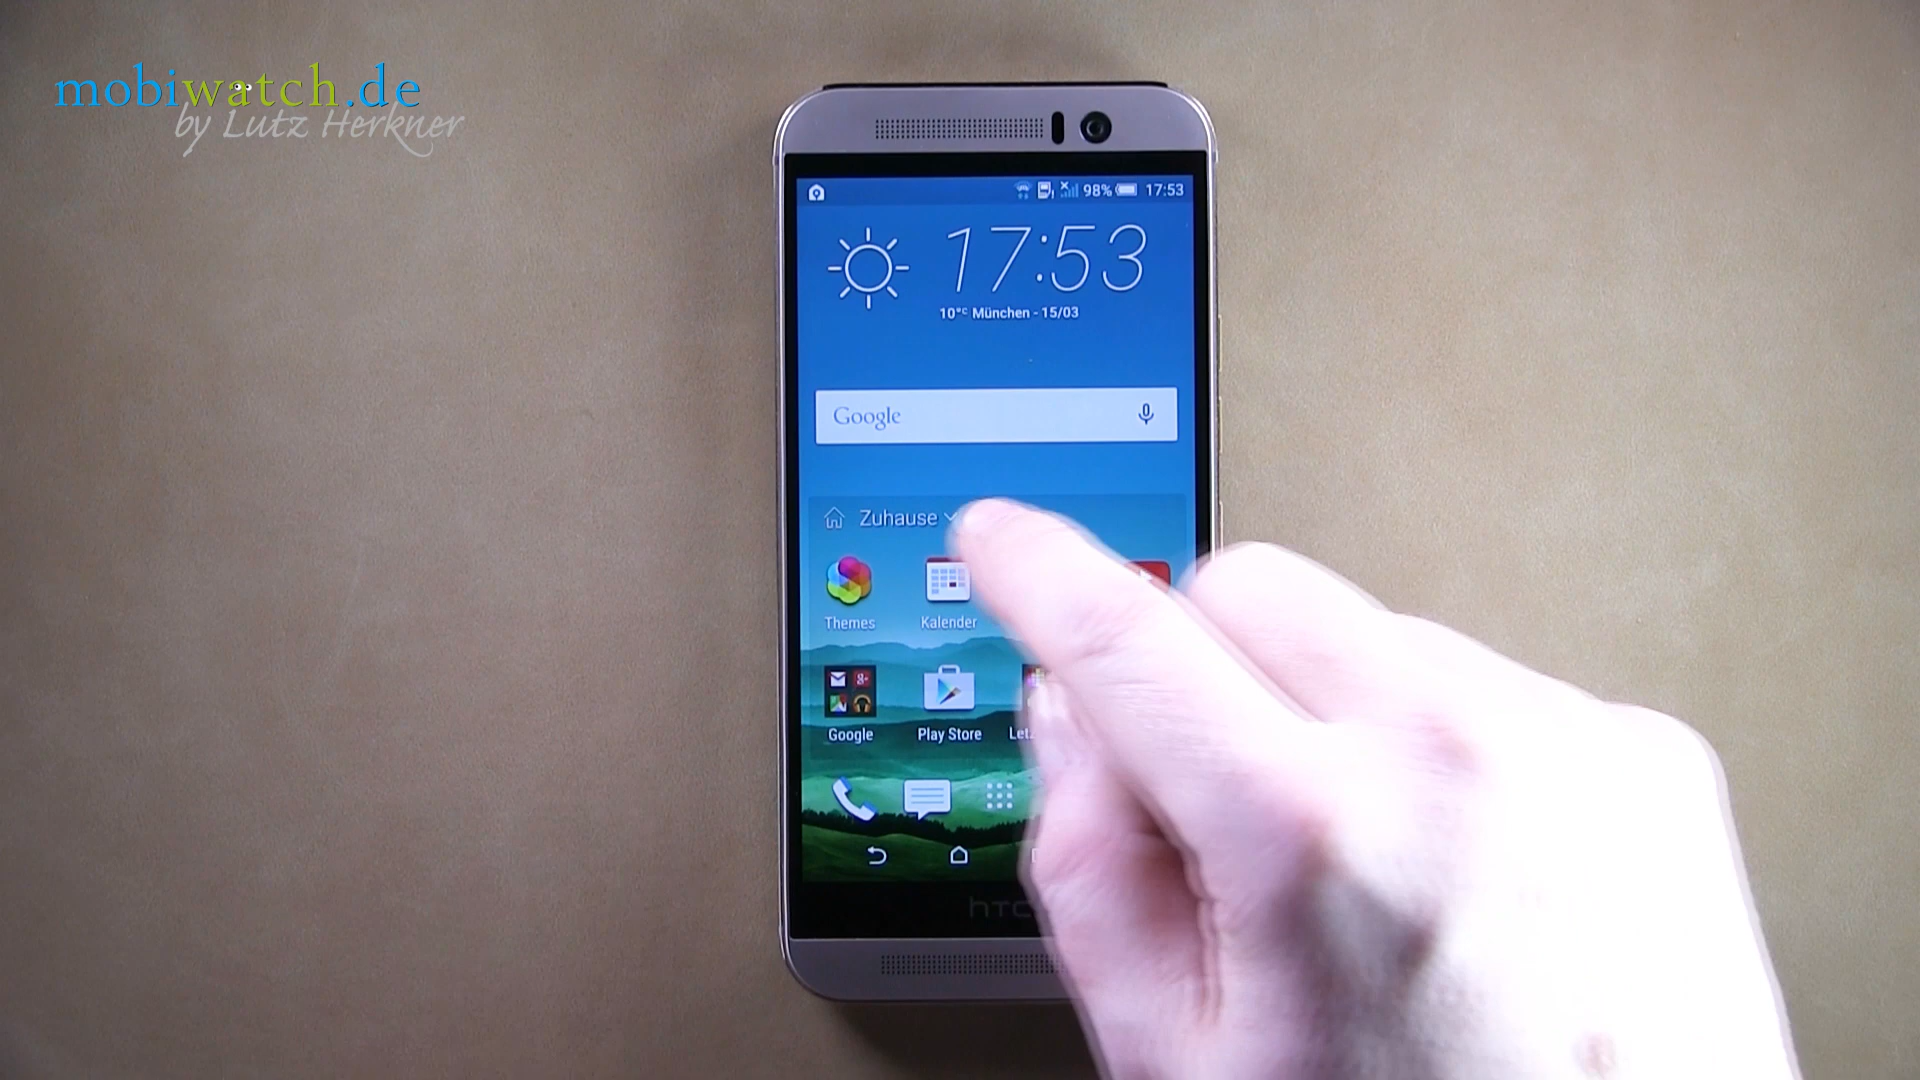 mobiwatch.de
by Lutz Herkner
98% 17:53
17:53
10°C München - 15/03
Google
Zuhause
Themes Kalender
Google Play Store
htc